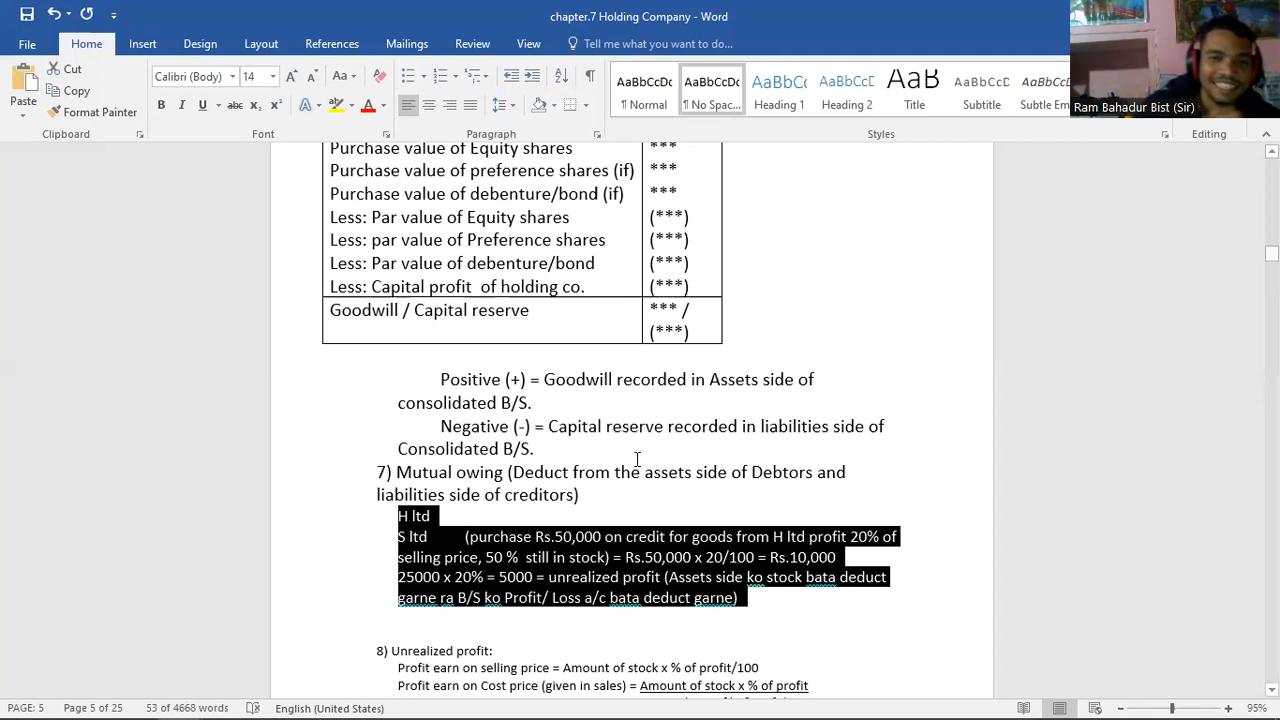 chapter.7 Holding Company - Word
File Home Insert Design Layout References Mailings Review View Tell me what you want to do...
Paste
Cut
Copy
Format Painter
Calibri (Body) 14
AaBbCcDc AaBbCcDc AaBbCc AaBbCcC AaB AaBbCcD AaBbCcDc
¶ Normal ¶ No Spac... Heading 1 Heading 2 Title Subtitle Subtle Em
Clipboard Font Paragraph Styles Editing
Ram Bahadur Bist (Sir)
Purchase value of Equity shares ***
Purchase value of preference shares (if) ***
Purchase value of debenture/bond (if) ***
Less: Par value of Equity shares (***)
Less: par value of Preference shares (***)
Less: Par value of debenture/bond (***)
Less: Capital profit of holding co. (***)
Goodwill / Capital reserve *** /
(***)
Positive (+) = Goodwill recorded in Assets side of
consolidated B/S.
Negative (-) = Capital reserve recorded in liabilities side of
Consolidated B/S.
7) Mutual owing (Deduct from the assets side of Debtors and
liabilities side of creditors)
H ltd
S ltd (purchase Rs.50,000 on credit for goods from H ltd profit 20% of
selling price, 50 % still in stock) = Rs.50,000 x 20/100 = Rs.10,000
25000 x 20% = 5000 = unrealized profit (Assets side ko stock bata deduct
garne ra B/S ko Profit/ Loss a/c bata deduct garne)
8) Unrealized profit:
Profit earn on selling price = Amount of stock x % of profit/100
Profit earn on Cost price (given in sales) = Amount of stock x % of profit
PAGE: 5 PAGE 5 OF 25 53 OF 4668 WORDS English (United States) 95%